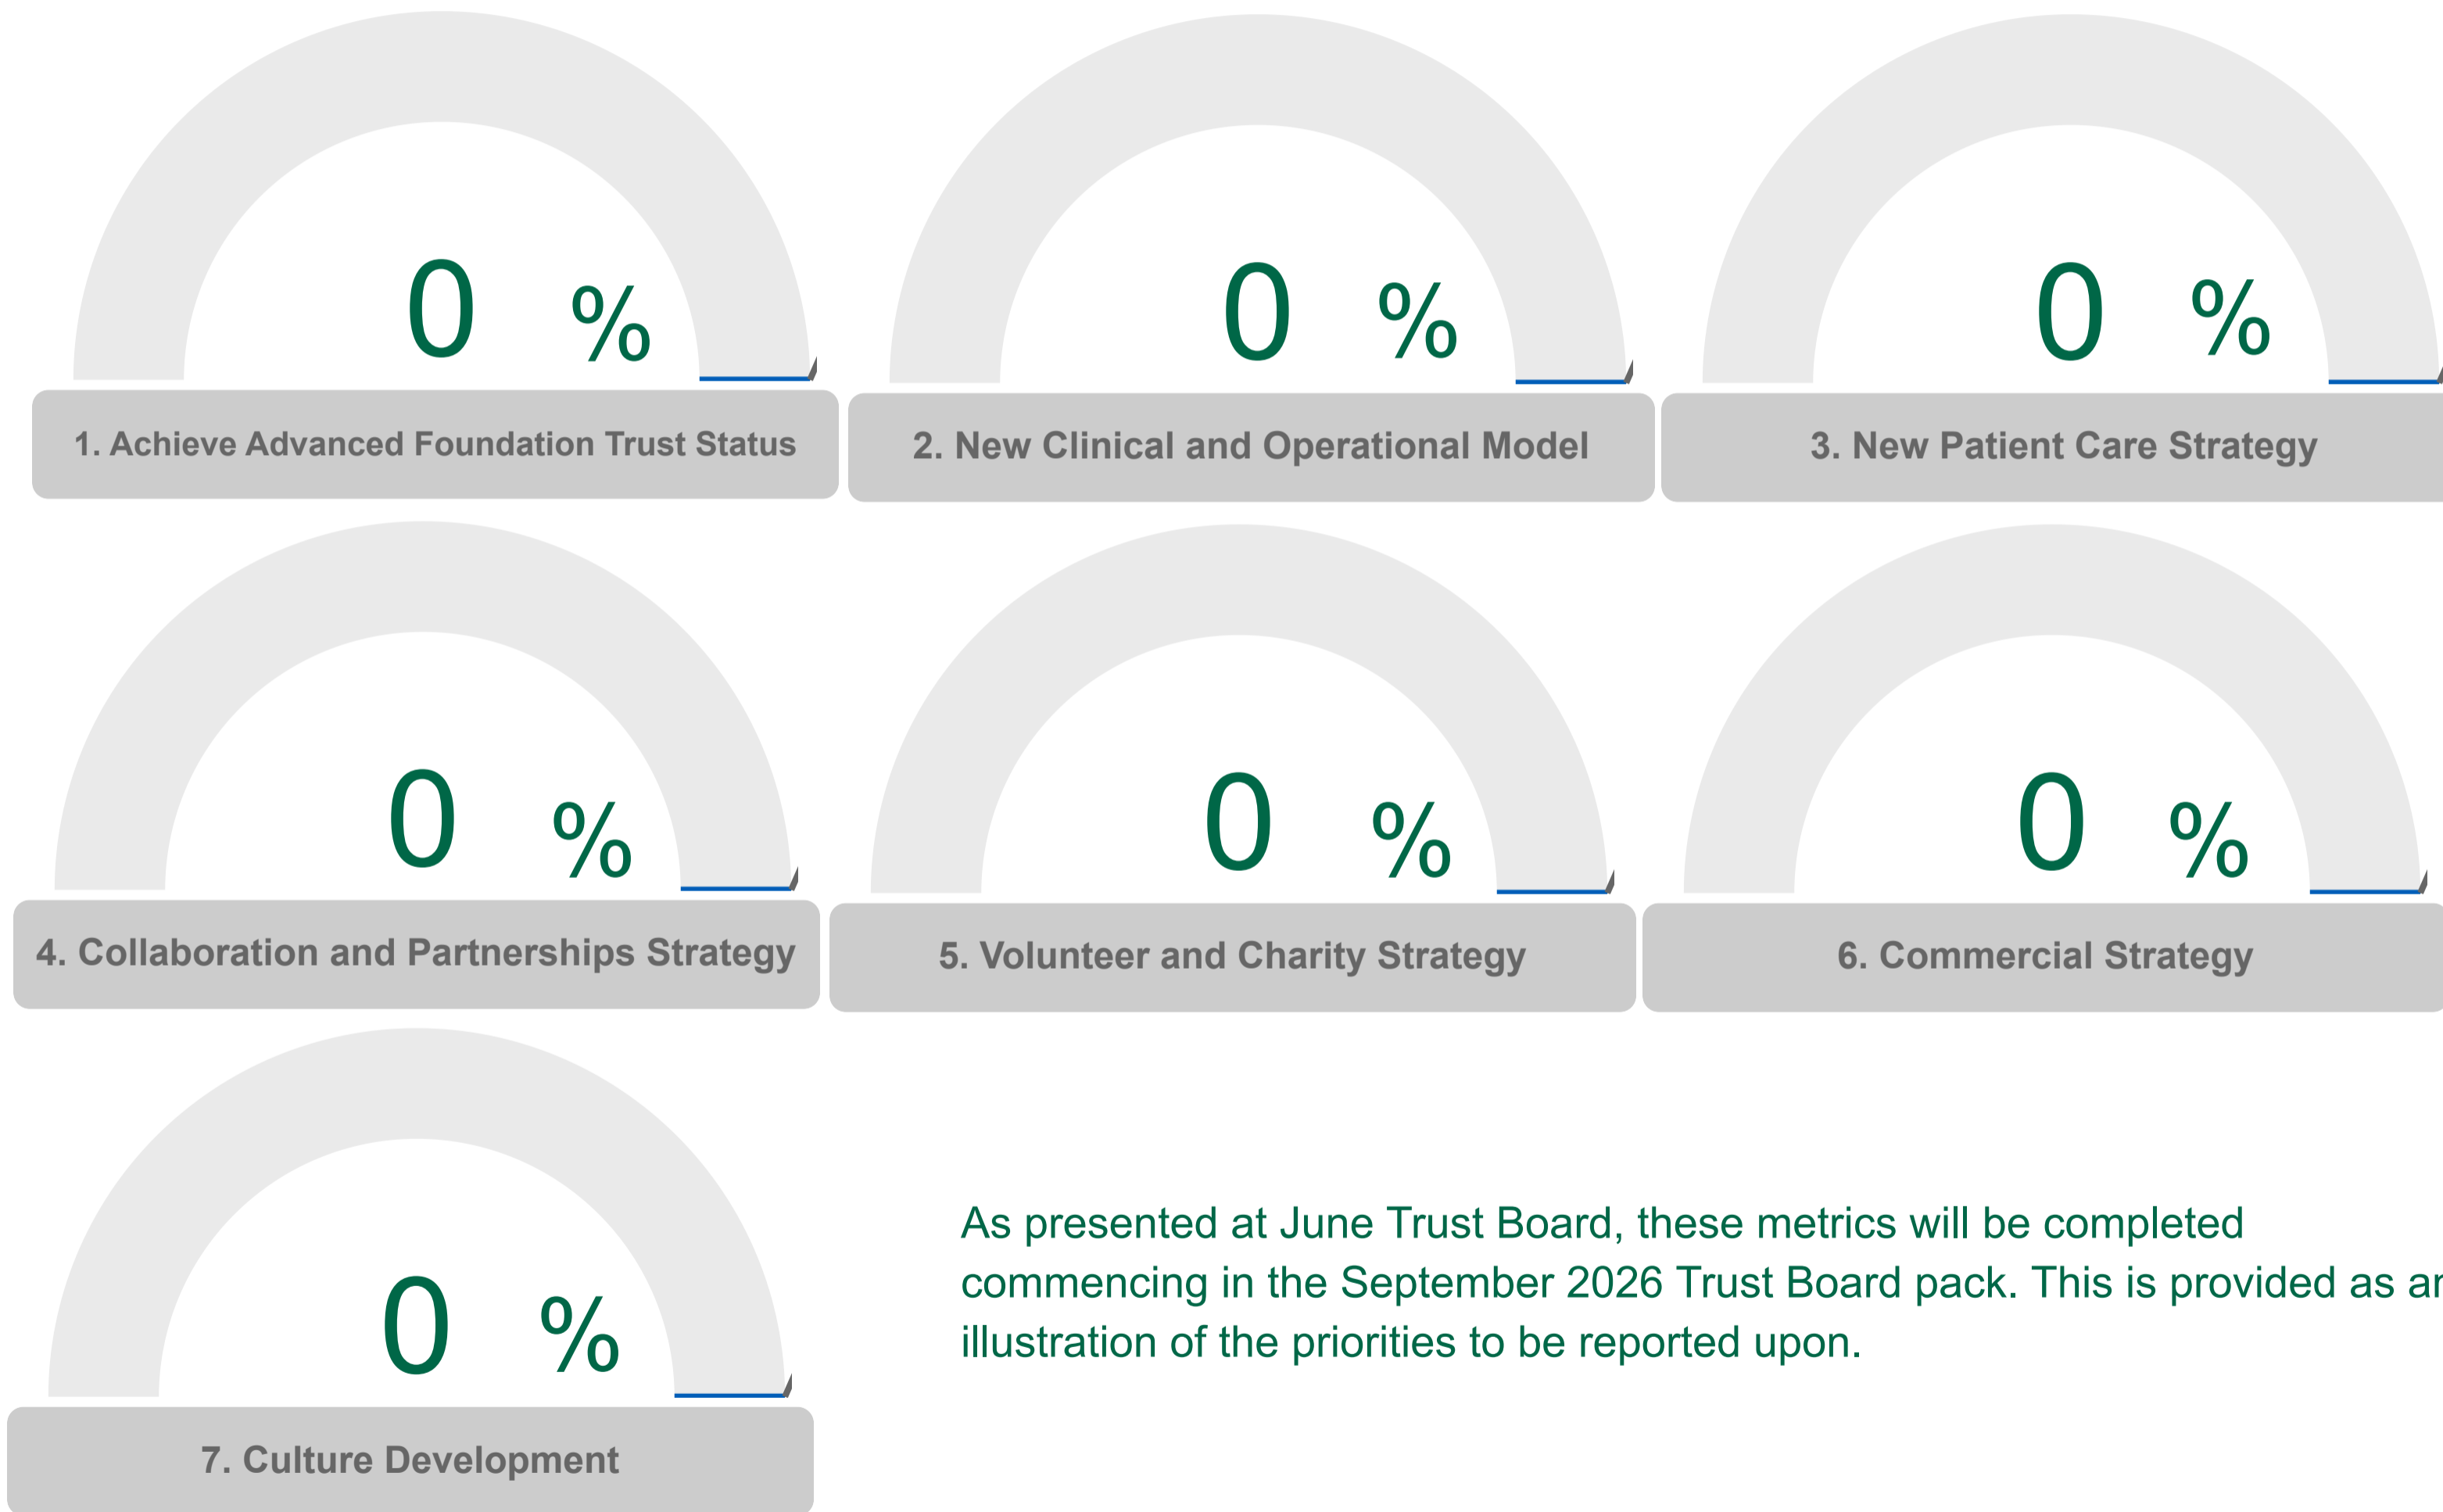 0 %
0 %
0 %
1. Achieve Advanced Foundation Trust Status
2. New Clinical and Operational Model
3. New Patient Care Strategy
0 %
0 %
0 %
4. Collaboration and Partnerships Strategy
5. Volunteer and Charity Strategy
6. Commercial Strategy
0 %
7. Culture Development
As presented at June Trust Board, these metrics will be completed
commencing in the September 2026 Trust Board pack. This is provided as
illustration of the priorities to be reported upon.